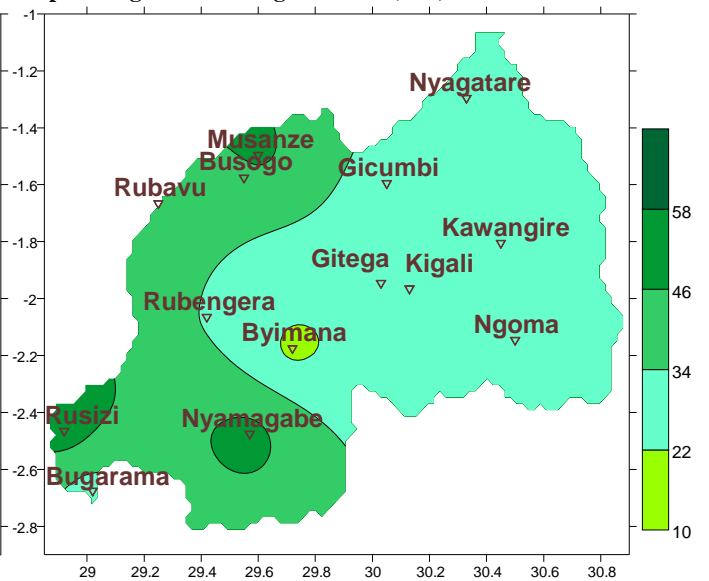 -1
-1.2
Nyagatare
-1.4
Musanze
Busogo
Gicumbi
-1.6
Rubavu
58
Kawangire
-1.8
Gitega
Kigali
46
-2
Rubengera
Byimana
Ngoma
-2.2
34
-2.4
Rusizi
Nyamagabe
22
-2.6
Bugarama
-2.8
10
29 29.2 29.4 29.6 29.8 30 30.2 30.4 30.6 30.8